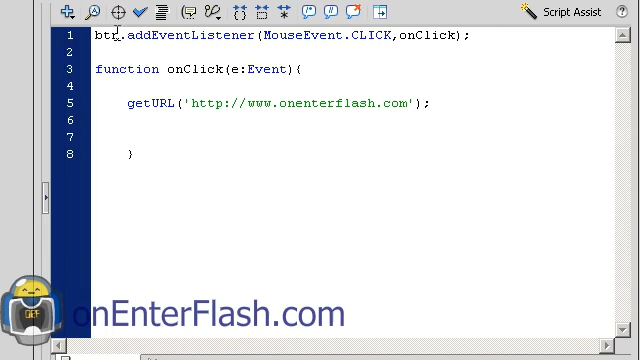 Script Assist
1 btn.addEventListener(MouseEvent.CLICK,onClick);
2
3 function onClick(e:Event){
4
5 getURL('http://www.onenterflash.com');
6
7
8 }
OEF
onEnterFlash.com